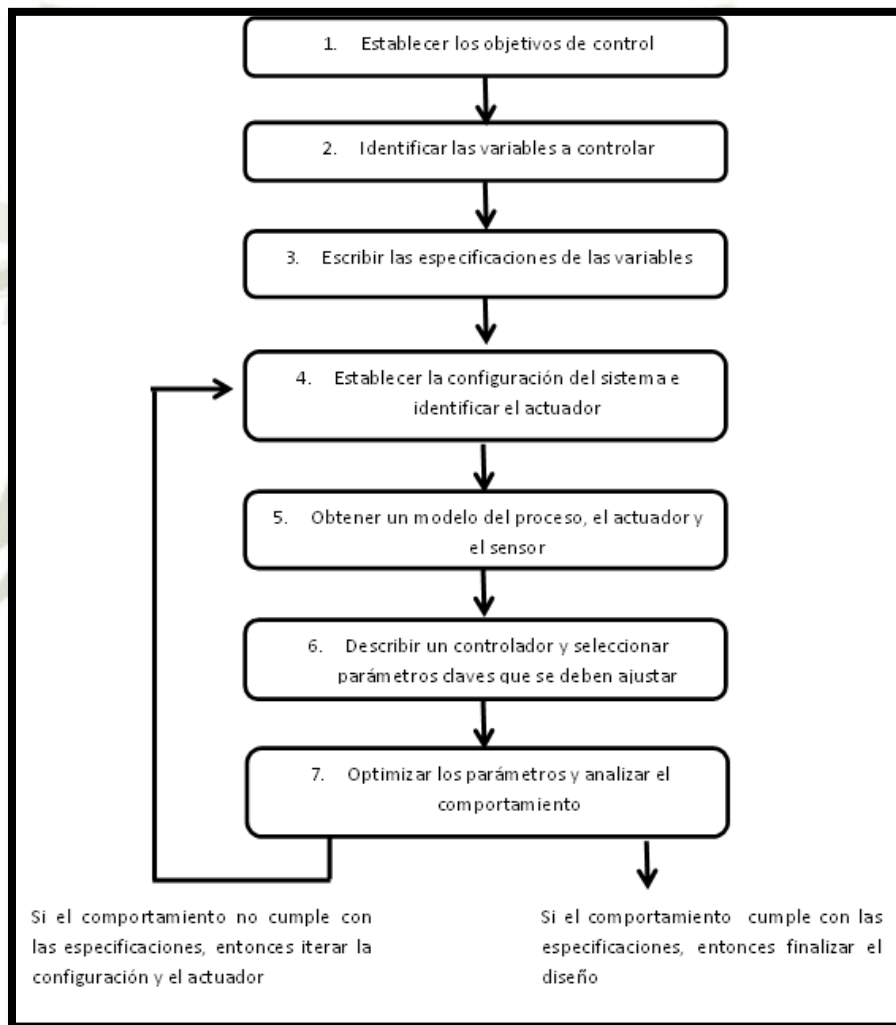 1. Establecer los objetivos de control
2. Identificar las variables a controlar
3. Escribir las especificaciones de las variables
4. Establecer la configuración del sistema e
identificar el actuador
5. Obtener un modelo del proceso, el actuador y
el sensor
6. Describir un controlador y seleccionar
parámetros claves que se deben ajustar
7. Optimizar los parámetros y analizar el
comportamiento
Si el comportamiento no cumple con
las especificaciones, entonces iterar la
configuración y el actuador
Si el comportamiento cumple con las
especificaciones, entonces finalizar el
diseño